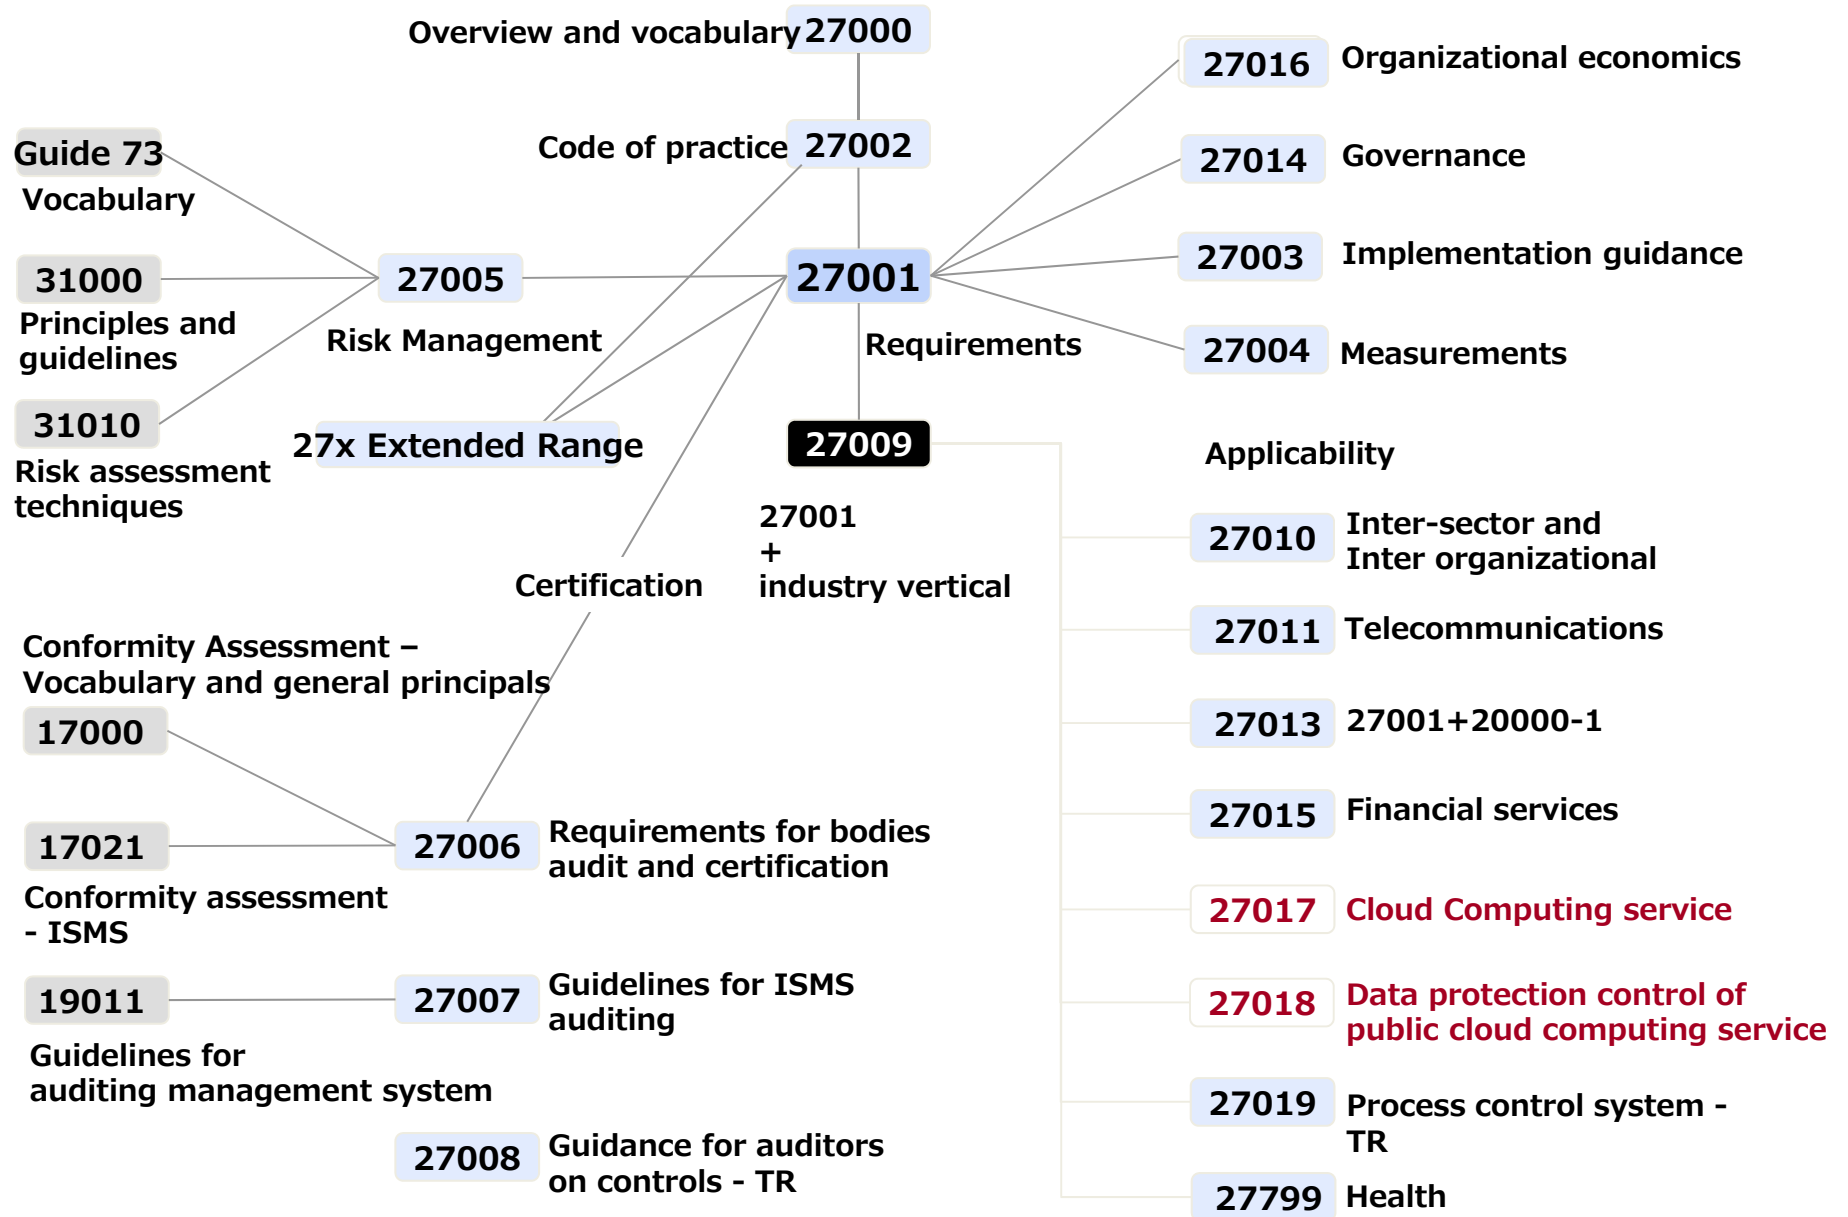 Overview and vocabulary
27000
Code of practice
27002
27016
Organizational economics
27014
Governance
27003
Implementation guidance
27004
Measurements
Guide 73
Vocabulary
31000
Principles and
guidelines
31010
Risk assessment
techniques
27005
Risk Management
27001
Requirements
27x Extended Range
27009
27001
+
industry vertical
Certification
Applicability
27010
Inter-sector and
Inter organizational
27011
Telecommunications
27013
27001+20000-1
27015
Financial services
27017
Cloud Computing service
27018
Data protection control of
public cloud computing service
27019
Process control system -
TR
27799
Health
Conformity Assessment –
Vocabulary and general principals
17000
17021
Conformity assessment
- ISMS
27006
Requirements for bodies
audit and certification
19011
Guidelines for
auditing management system
27007
Guidelines for ISMS
auditing
27008
Guidance for auditors
on controls - TR